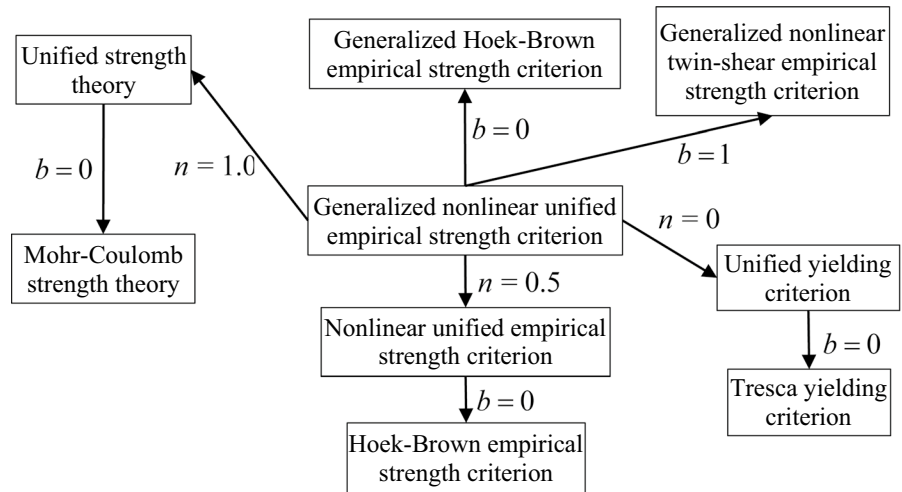 Unified strength
theory
Generalized Hoek-Brown
empirical strength criterion
Generalized nonlinear
twin-shear empirical
strength criterion
b = 0
n = 1.0
b = 0
b = 1
Generalized nonlinear unified
empirical strength criterion
n = 0
Mohr-Coulomb
strength theory
Unified yielding
criterion
n = 0.5
Nonlinear unified empirical
strength criterion
b = 0
Tresca yielding
criterion
b = 0
Hoek-Brown empirical
strength criterion